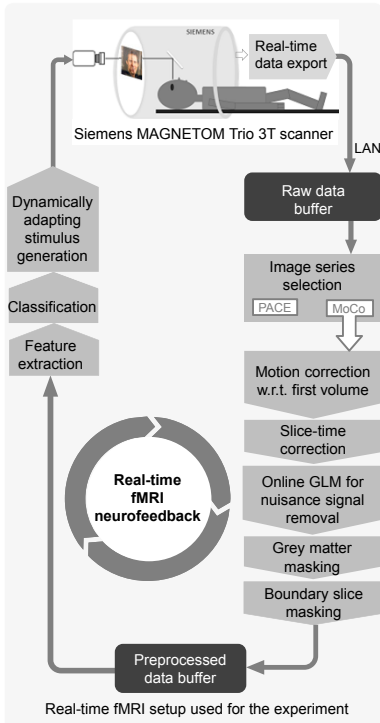 SIEMENS
Real-time
data export
Siemens MAGNETOM Trio 3T scanner
LAN
Raw data
buffer
Image series
selection
PACE
MoCo
Motion correction
w.r.t. first volume
Slice-time
correction
Online GLM for
nuisance signal
removal
Grey matter
masking
Boundary slice
masking
Preprocessed
data buffer
Feature
extraction
Classification
Dynamically
adapting
stimulus
generation
Real-time
fMRI
neurofeedback
Real-time fMRI setup used for the experiment